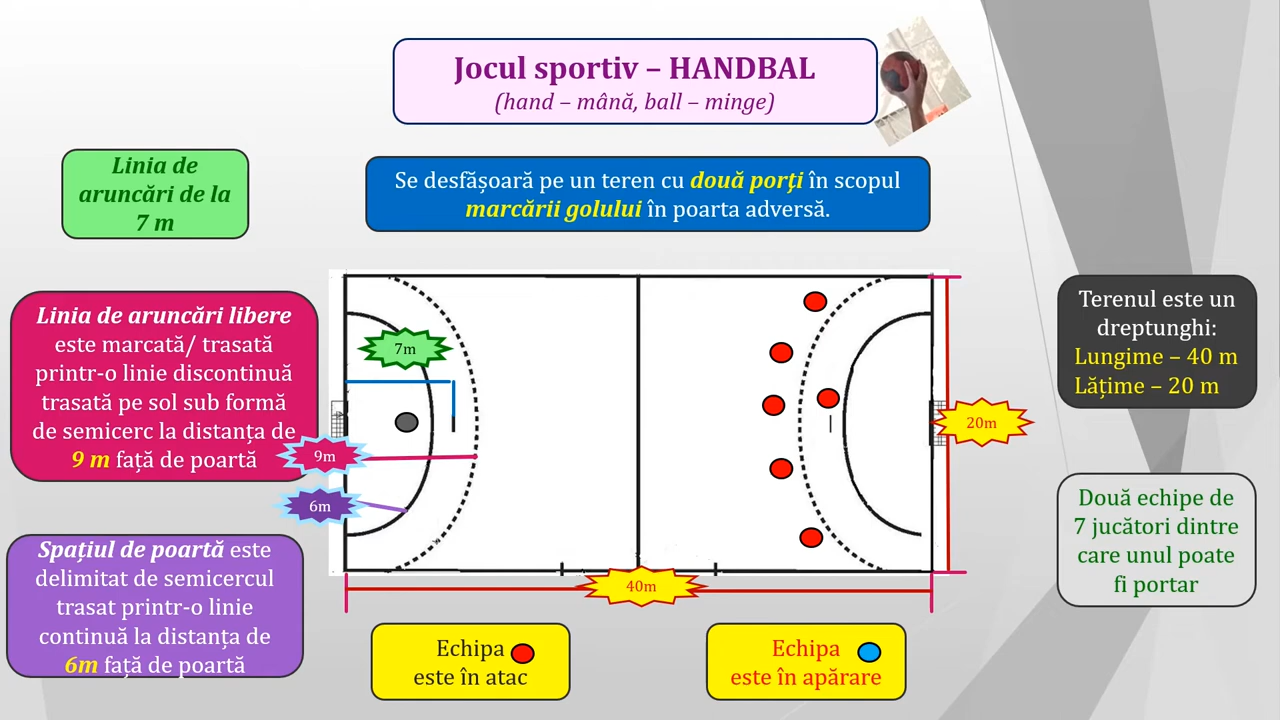 Jocul sportiv – HANDBAL
(hand – mână, ball – minge)
Linia de
aruncări de la
7 m
Se desfășoară pe un teren cu două porți în scopul
marcării golului în poarta adversă.
Linia de aruncări libere
este marcată/ trasată
printr-o linie discontinuă
trasată pe sol sub formă
de semicerc la distanța de
9 m față de poartă
7m
9m
6m
20m
40m
Terenul este un
dreptunghi:
Lungime – 40 m
Lățime – 20 m
Două echipe de
7 jucători dintre
care unul poate
fi portar
Spațiul de poartă este
delimitat de semicercul
trasat printr-o linie
continuă la distanța de
6m față de poartă
Echipa
este în atac
Echipa
este în apărare